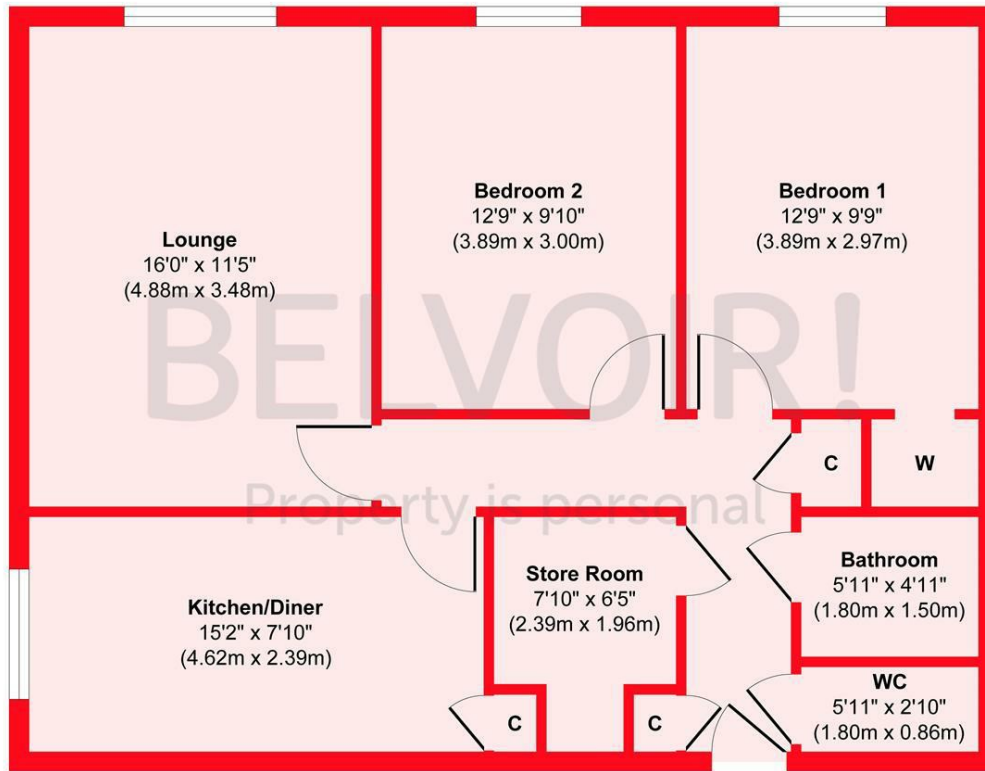 Lounge
16'0" x 11'5"
(4.88m x 3.48m)
Bedroom 2
12'9" x 9'10"
(3.89m x 3.00m)
Bedroom 1
12'9" x 9'9"
(3.89m x 2.97m)
BELVOIR!
Property is personal
C
W
Kitchen/Diner
15'2" x 7'10"
(4.62m x 2.39m)
Store Room
7'10" x 6'5"
(2.39m x 1.96m)
Bathroom
5'11" x 4'11"
(1.80m x 1.50m)
WC
5'11" x 2'10"
(1.80m x 0.86m)
C
C